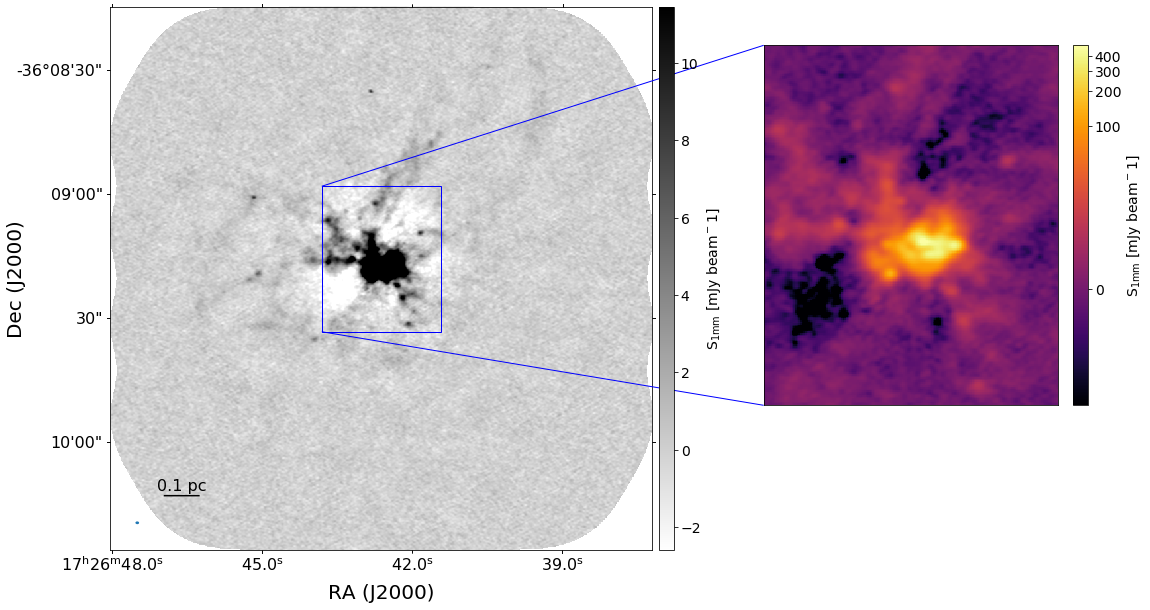 -36°08'30"
09'00"
30"
10'00"
Dec (J2000)
0.1 pc
17ʰ26ᵐ48.0ˢ
45.0ˢ
42.0ˢ
39.0ˢ
RA (J2000)
10
8
6
4
2
0
−2
S₁ₘₘ [mJy beam⁻ 1]
400
300
200
100
0
S₁ₘₘ [mJy beam⁻ 1]